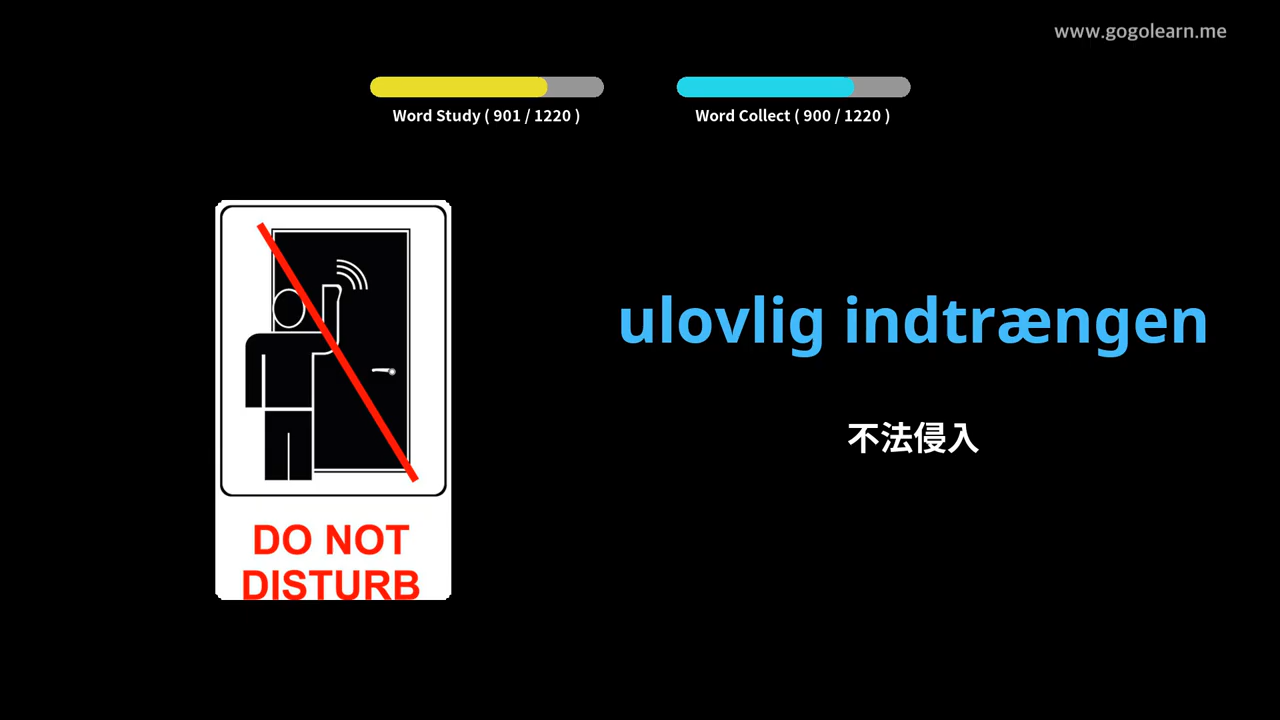 www.gogolearn.me
Word Study ( 901 / 1220 )
Word Collect ( 900 / 1220 )
ulovlig indtrængen
不法侵入
DO NOT
DISTURB